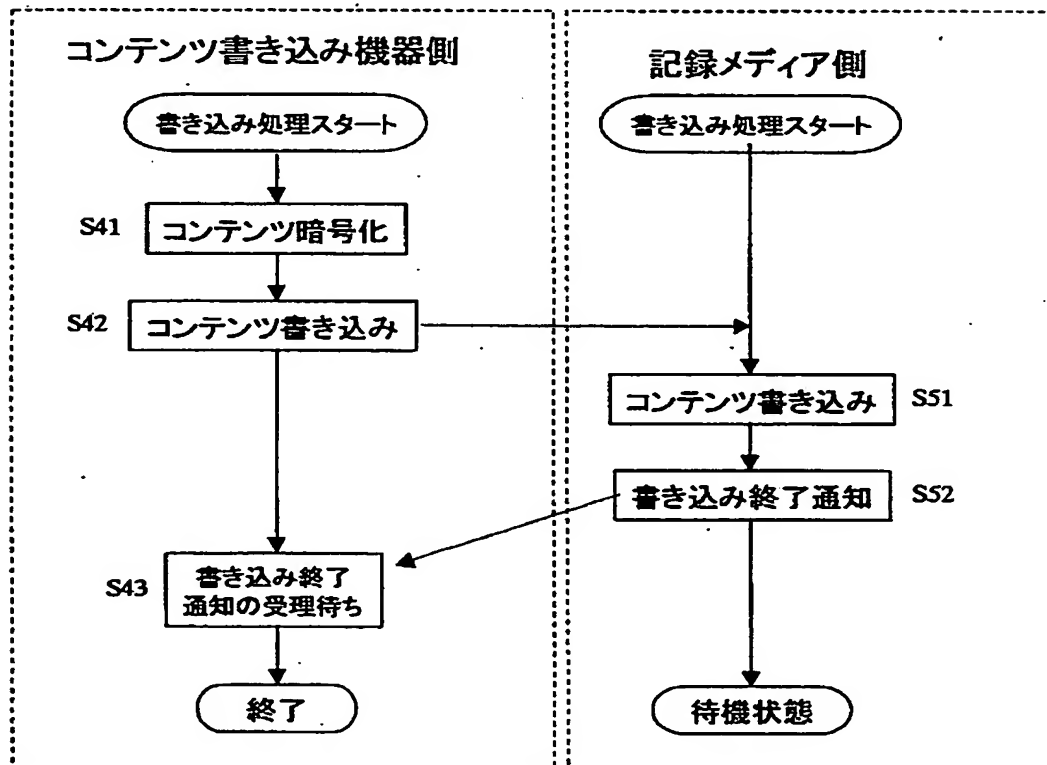 コンテンツ書き込み機器側
書き込み処理スタート
S41
コンテンツ暗号化
S42
コンテンツ書き込み
S43
書き込み終了
通知の受理待ち
終了
記録メディア側
書き込み処理スタート
コンテンツ書き込み
S51
書き込み終了通知
S52
待機状態